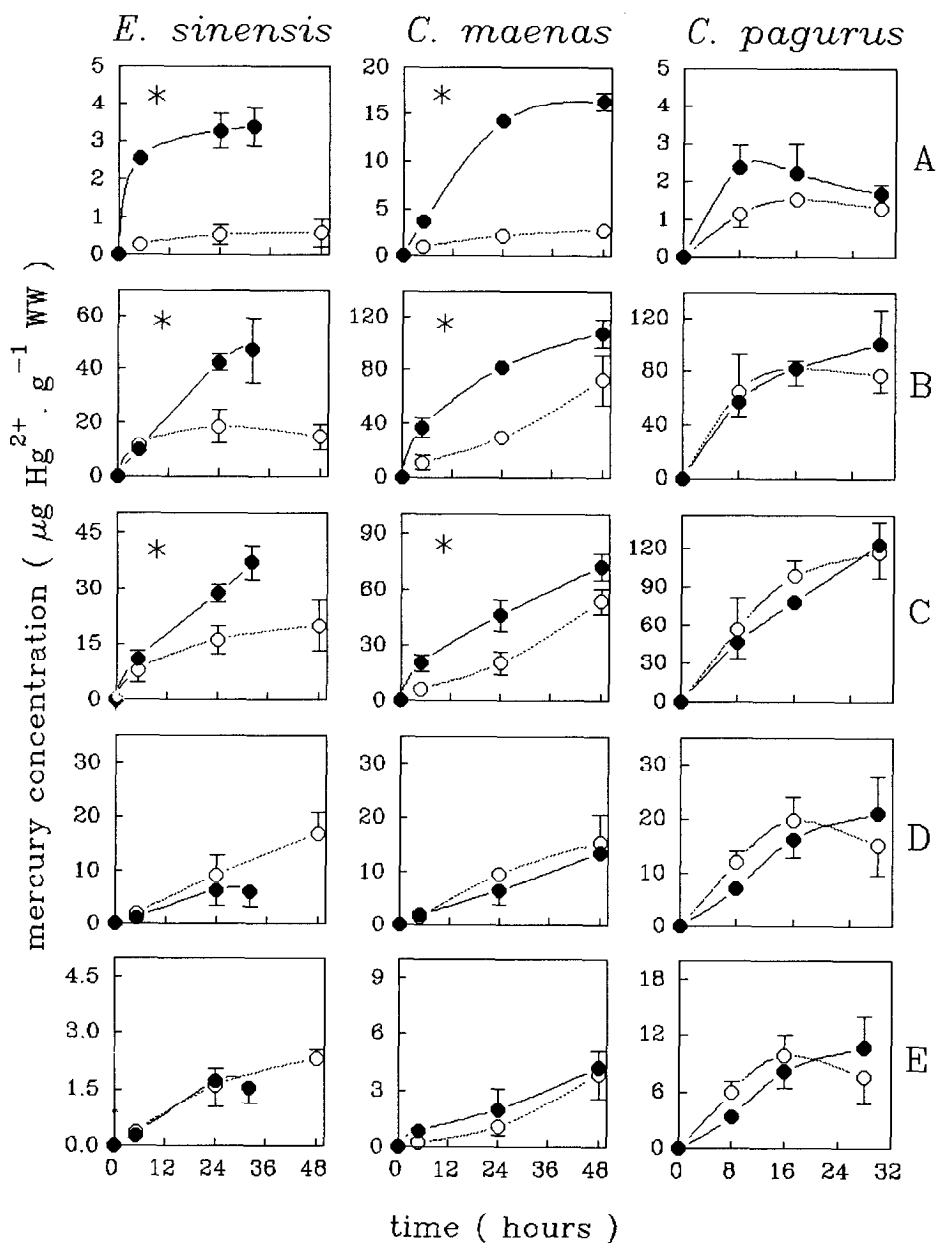 E. sinensis C. maenas C. pagurus
5 4 3 2 1 0
* 
20 15 10 5 0
*
5 4 3 2 1 0
A
60 40 20 0
*
120 80 40 0
*
120 80 40 0
B
45 30 15 0
*
90 60 30 0
*
120 90 60 30 0
C
30 20 10 0
30 20 10 0
30 20 10 0
D
4.5 3.0 1.5 0.0
9 6 3 0
18 12 6 0
E
0 12 24 36 48
0 12 24 36 48
0 8 16 24 32
mercury concentration ( µg Hg2+ . g−1 WW )
time ( hours )